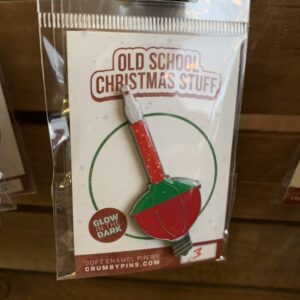 OLD SCHOOL
CHRISTMAS STUFF
GLOW
IN THE
DARK
SOFT ENAMEL PIN BY
CRUMBYPINS.COM
3